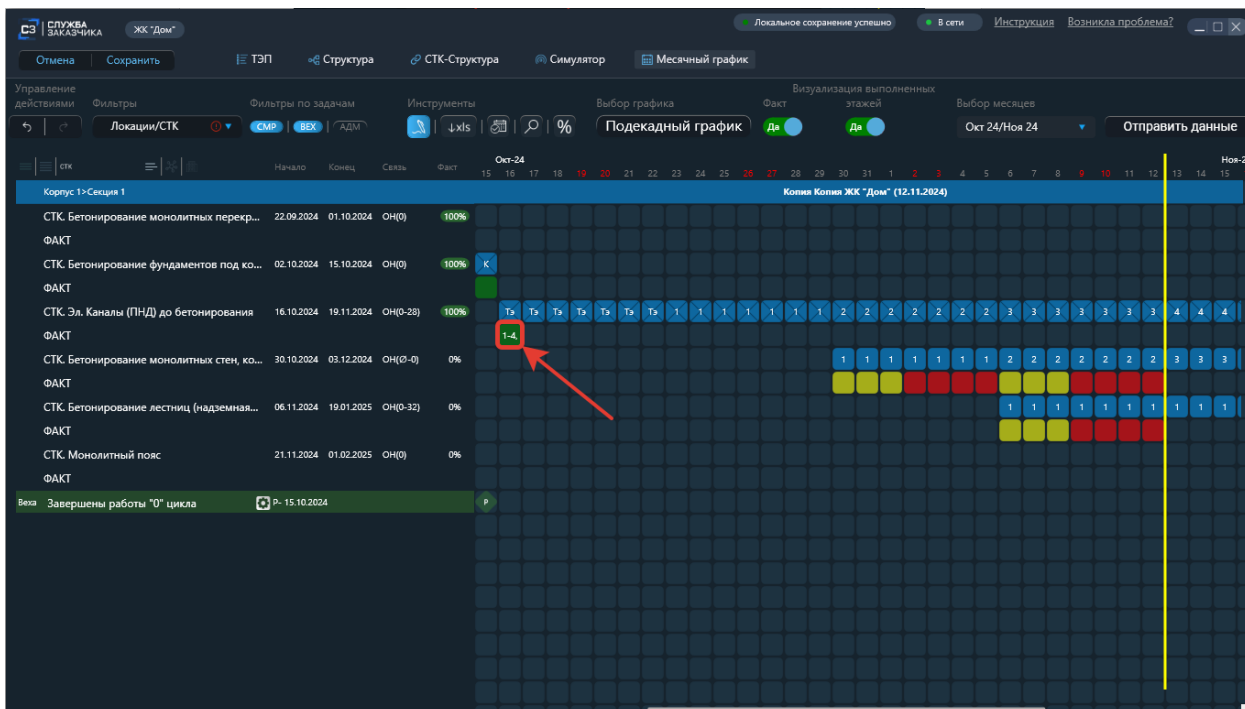 СЭ СЛУЖБА ЗАКАЗЧИКА ЖК "Дом" Локальное сохранение успешно В сети Инструкция Возникла проблема?
Отмена Сохранить ТЭП Структура СТК-Структура Симулятор Месячный график
Управление действиями Фильтры Фильтры по задачам Инструменты Выбор графика Визуализация выполненных Факт этажей Выбор месяцев
Локации/СТК СМР ВЕХ АДМ xls % Подекадный график Да Да Окт 24/Ноя 24 Отправить данные
Окт-24 Ноя-2
стк Начало Конец Связь Факт 15 16 17 18 19 20 21 22 23 24 25 26 27 28 29 30 31 1 2 3 4 5 6 7 8 9 10 11 12 13 14 15
Корпус 1>Секция 1 Копия Копия ЖК "Дом" (12.11.2024)
СТК. Бетонирование монолитных перекр... 22.09.2024 01.10.2024 ОН(0) 100%
ФАКТ
СТК. Бетонирование фундаментов под ко... 02.10.2024 15.10.2024 ОН(0) 100% К
ФАКТ
СТК. Эл. Каналы (ПНД) до бетонирования 16.10.2024 19.11.2024 ОН(0-28) 100% Тэ Тэ Тэ Тэ Тэ Тэ Тэ 1 1 1 1 1 1 1 2 2 2 2 2 2 2 3 3 3 3 3 3 3 4 4 4
ФАКТ 1-4,
СТК. Бетонирование монолитных стен, ко... 30.10.2024 03.12.2024 ОН(Ø-0) 0% 1 1 1 1 1 1 1 2 2 2 2 2 2 2 3 3 3
ФАКТ
СТК. Бетонирование лестниц (надземная... 06.11.2024 19.01.2025 ОН(0-32) 0% 1 1 1 1 1 1 1 1 1 1
ФАКТ
СТК. Монолитный пояс 21.11.2024 01.02.2025 ОН(0) 0%
ФАКТ
Веха Завершены работы "0" цикла Р- 15.10.2024 Р